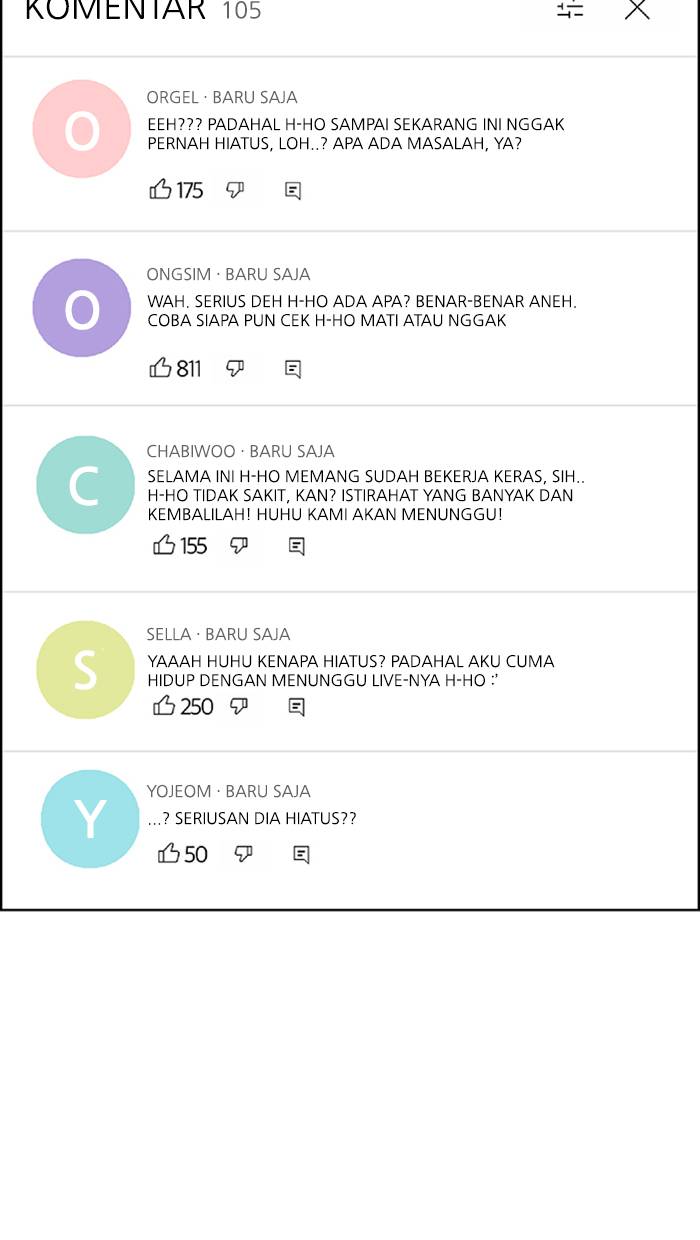 KOMENTAR 105
ORGEL · BARU SAJA
EEH??? PADAHAL H-HO SAMPAI SEKARANG INI NGGAK
PERNAH HIATUS, LOH..? APA ADA MASALAH, YA?
175
ONGSIM · BARU SAJA
WAH. SERIUS DEH H-HO ADA APA? BENAR-BENAR ANEH.
COBA SIAPA PUN CEK H-HO MATI ATAU NGGAK
811
CHABIWOO · BARU SAJA
SELAMA INI H-HO MEMANG SUDAH BEKERJA KERAS, SIH..
H-HO TIDAK SAKIT, KAN? ISTIRAHAT YANG BANYAK DAN
KEMBALILAH! HUHU KAMI AKAN MENUNGGU!
155
SELLA · BARU SAJA
YAAAH HUHU KENAPA HIATUS? PADAHAL AKU CUMA
HIDUP DENGAN MENUNGGU LIVE-NYA H-HO :'
250
YOJEOM · BARU SAJA
...? SERIUSAN DIA HIATUS??
50
O
O
C
S
Y